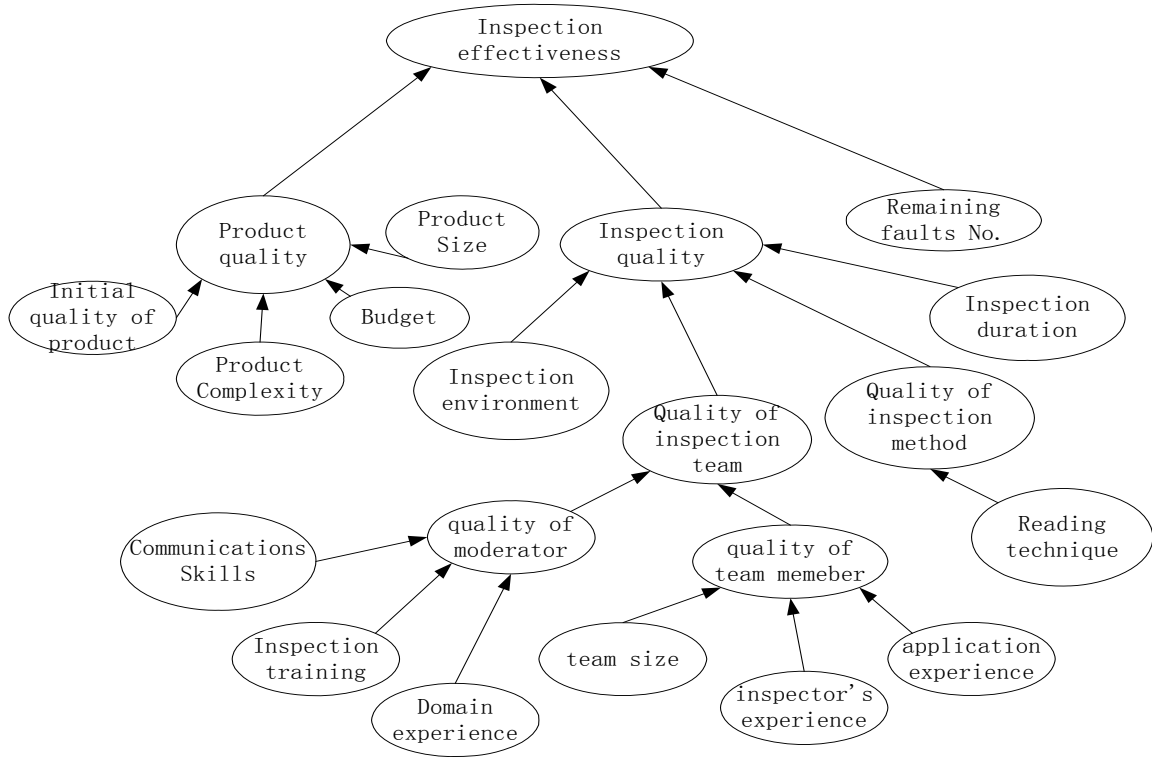 Inspection
effectiveness
Product
quality
Product
Size
Inspection
quality
Remaining
faults No.
Initial
quality of
product
Product
Complexity
Budget
Inspection
environment
Inspection
duration
Quality of
inspection
team
Quality of
inspection
method
Communications
Skills
quality of
moderator
quality of
team memeber
Reading
technique
Inspection
training
Domain
experience
team size
inspector's
experience
application
experience